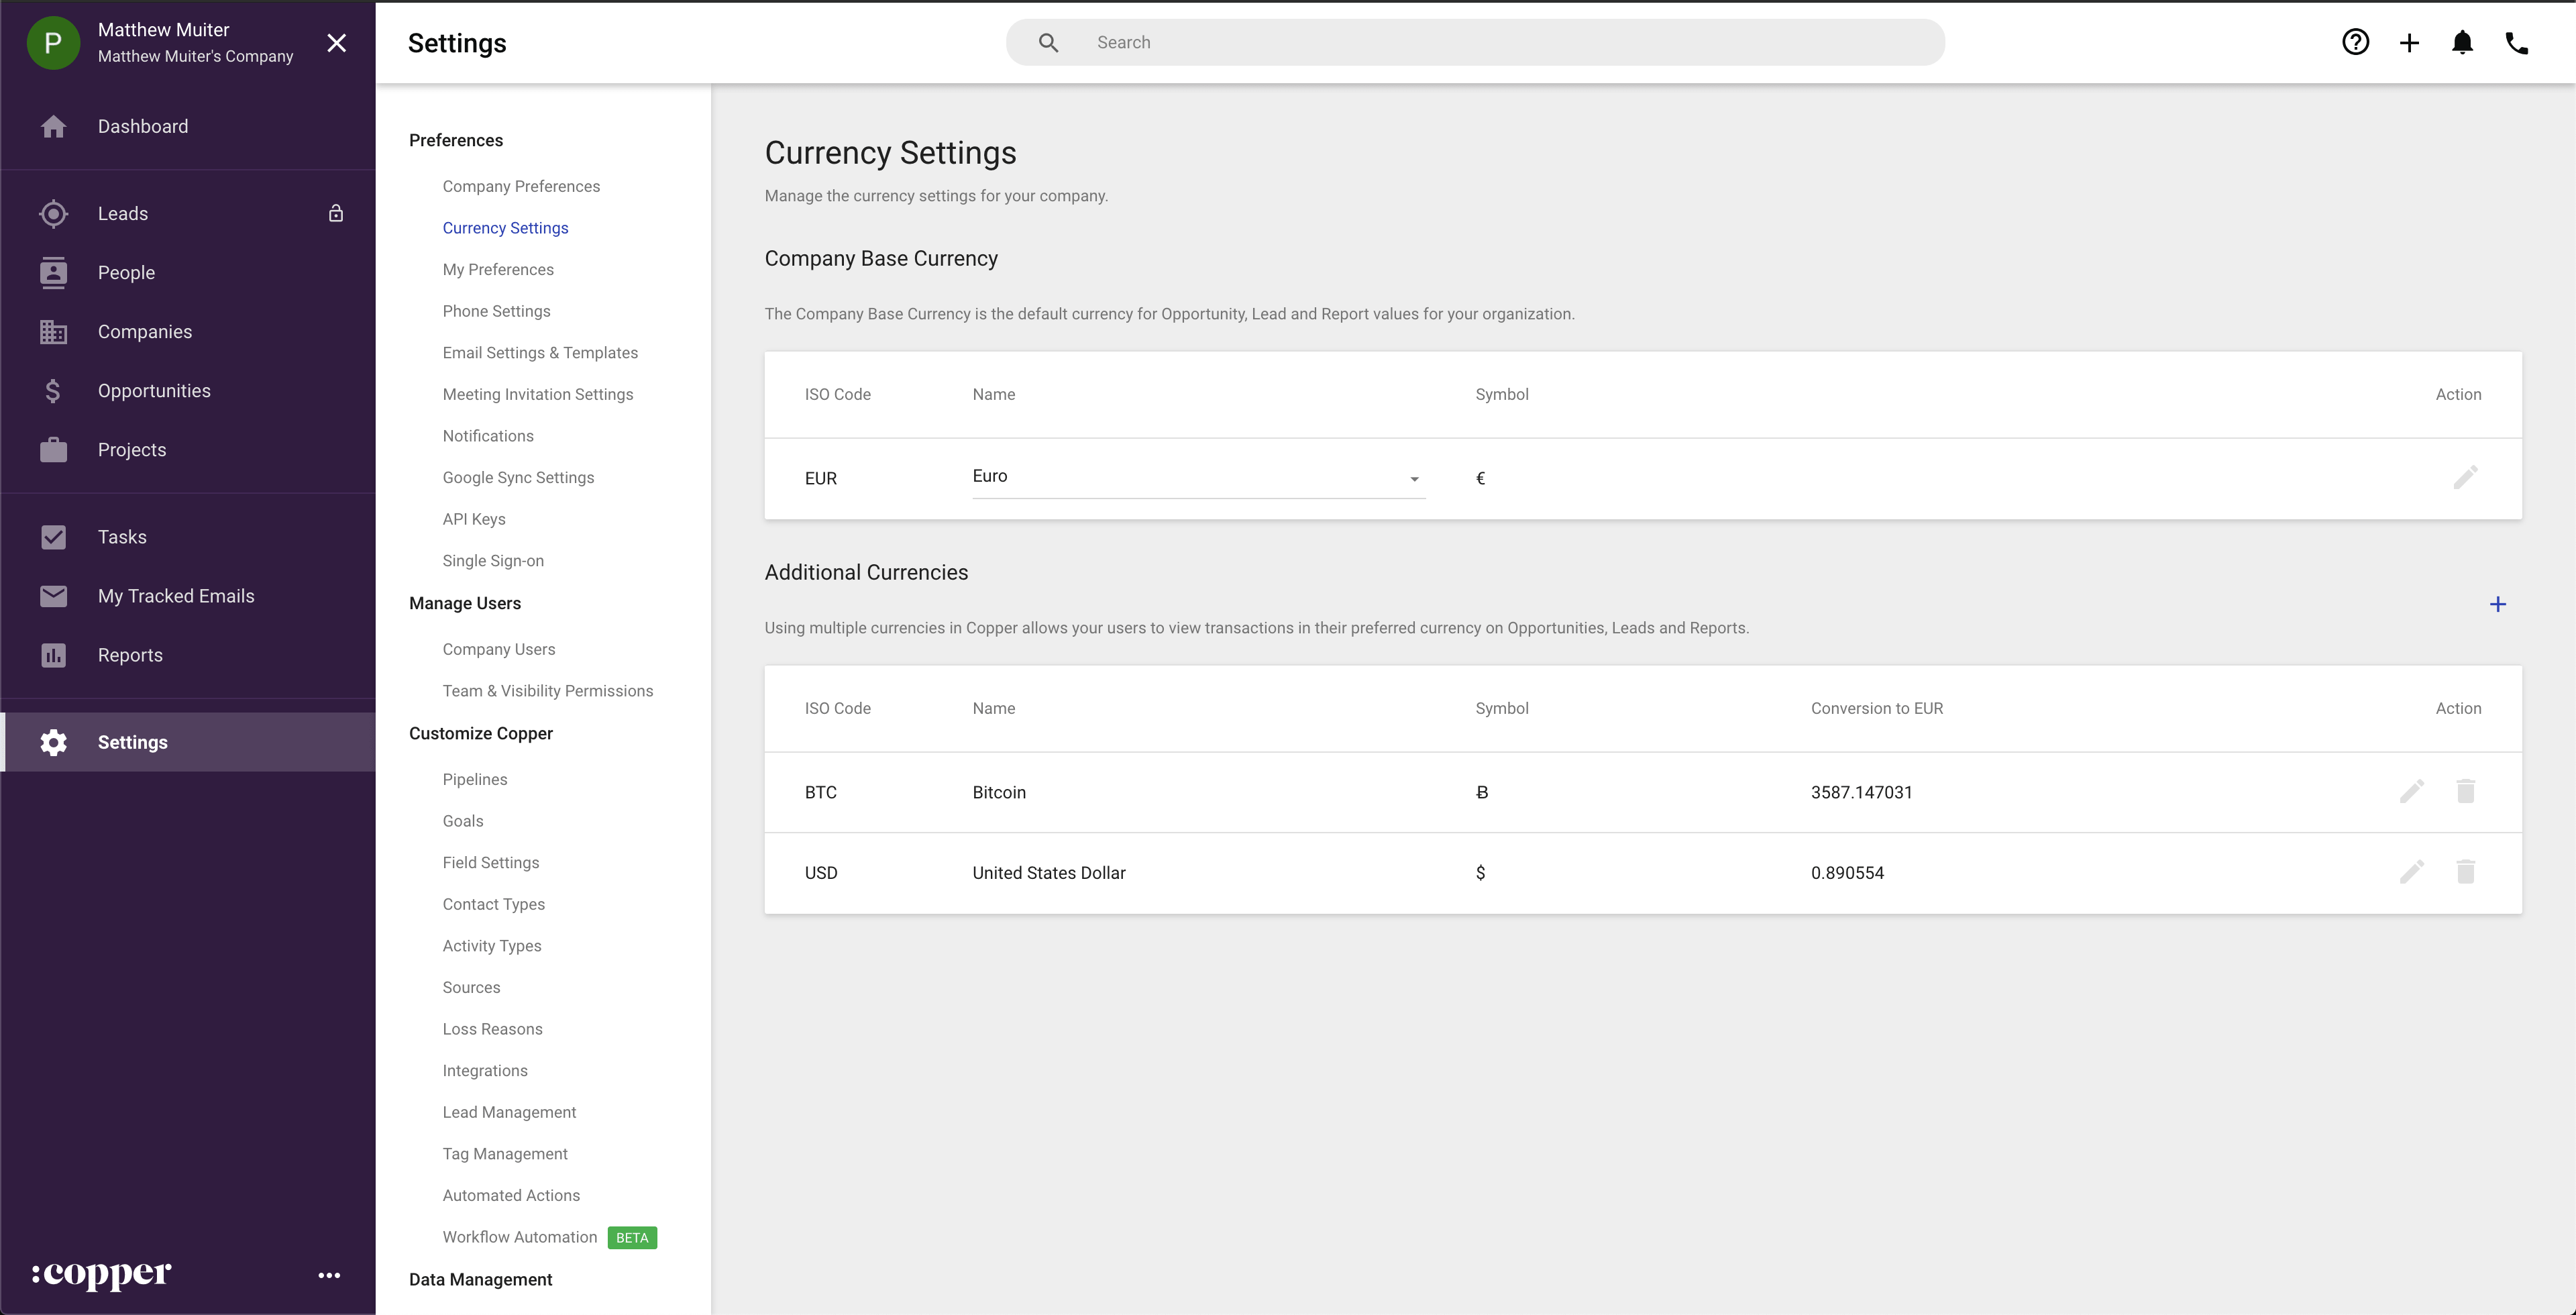 P
Matthew Muiter
Matthew Muiter's Company
Settings
Search
Dashboard
Leads
People
Companies
Opportunities
Projects
Tasks
My Tracked Emails
Reports
Settings
:copper
Preferences
Company Preferences
Currency Settings
My Preferences
Phone Settings
Email Settings & Templates
Meeting Invitation Settings
Notifications
Google Sync Settings
API Keys
Single Sign-on
Manage Users
Company Users
Team & Visibility Permissions
Customize Copper
Pipelines
Goals
Field Settings
Contact Types
Activity Types
Sources
Loss Reasons
Integrations
Lead Management
Tag Management
Automated Actions
Workflow Automation BETA
Data Management
Currency Settings
Manage the currency settings for your company.
Company Base Currency
The Company Base Currency is the default currency for Opportunity, Lead and Report values for your organization.
ISO Code Name Symbol Action
EUR Euro €
Additional Currencies
Using multiple currencies in Copper allows your users to view transactions in their preferred currency on Opportunities, Leads and Reports.
ISO Code Name Symbol Conversion to EUR Action
BTC Bitcoin Ƀ 3587.147031
USD United States Dollar $ 0.890554